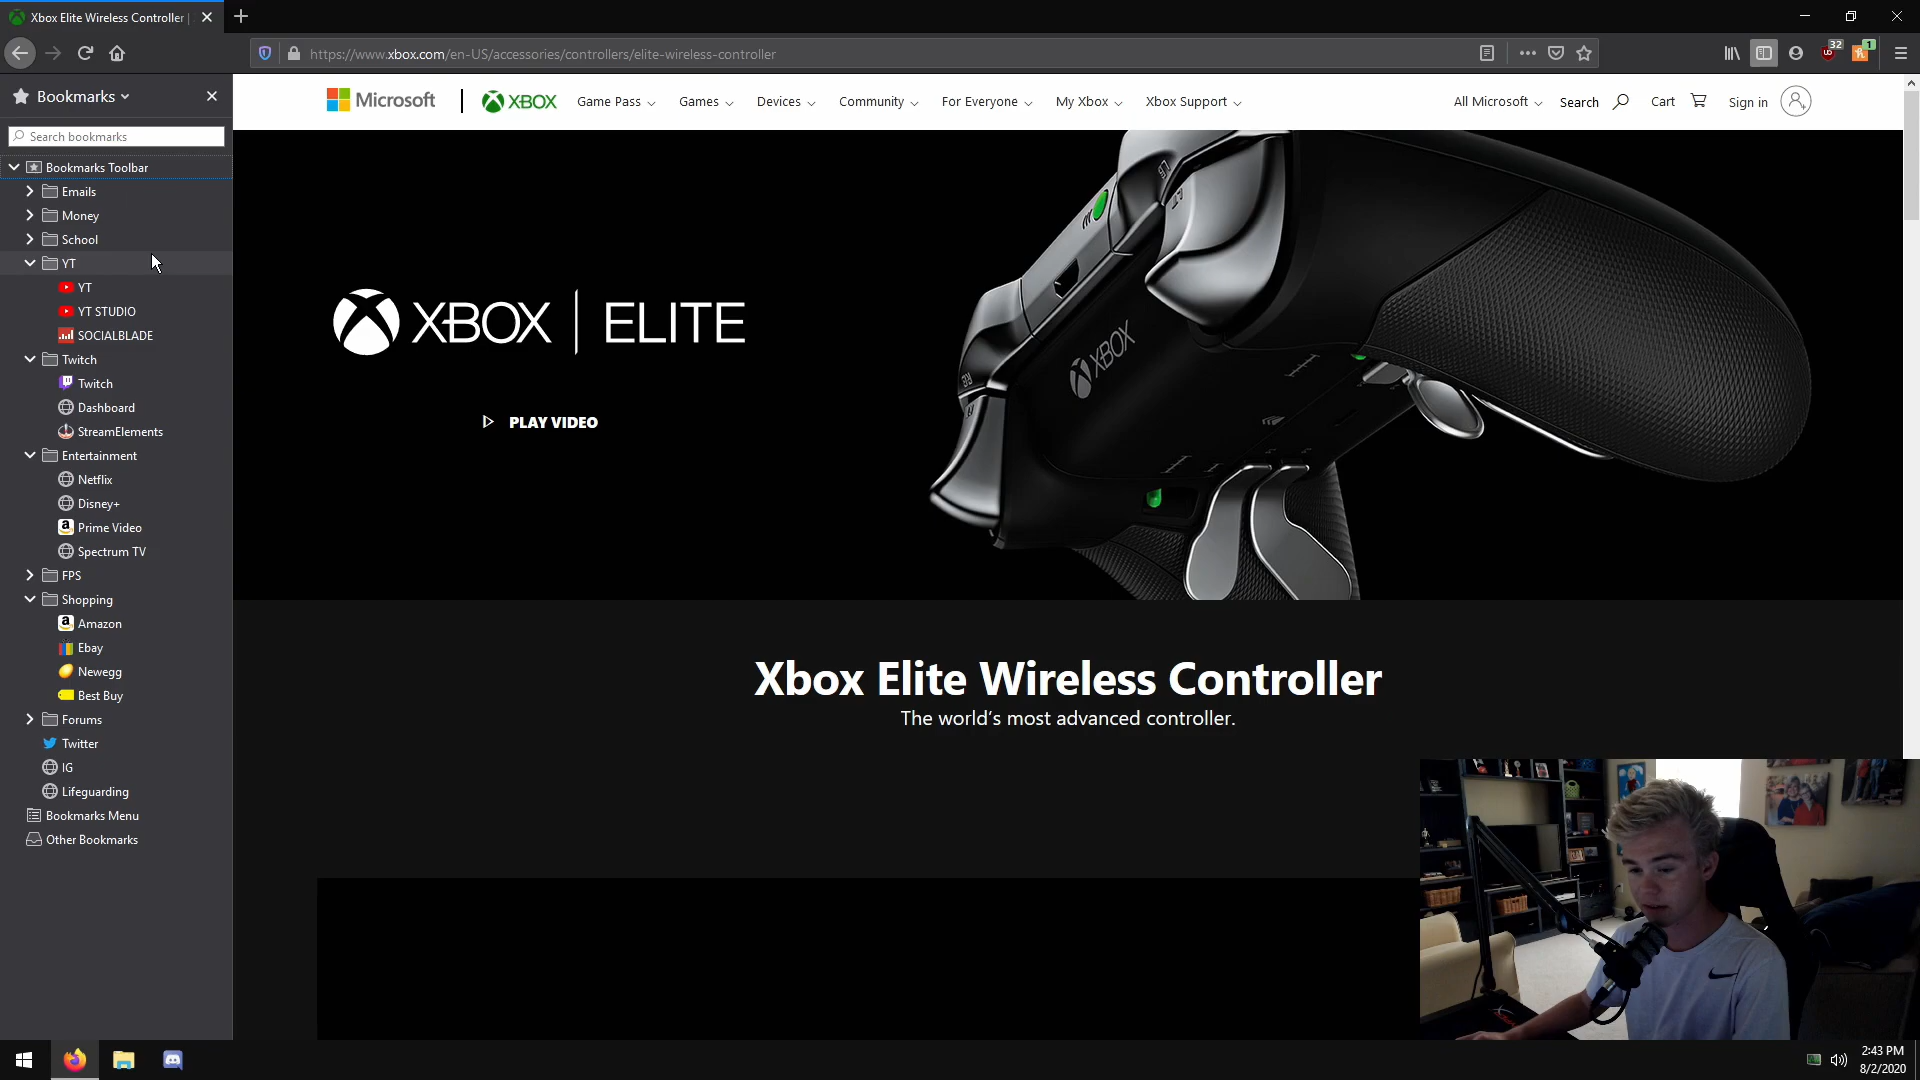 Xbox Elite Wireless Controller |
https://www.xbox.com/en-US/accessories/controllers/elite-wireless-controller
32
1
Bookmarks
Search bookmarks
Bookmarks Toolbar
Emails
Money
School
YT
YT
YT STUDIO
SOCIALBLADE
Twitch
Twitch
Dashboard
StreamElements
Entertainment
Netflix
Disney+
Prime Video
Spectrum TV
FPS
Shopping
Amazon
Ebay
Newegg
Best Buy
Forums
Twitter
IG
Lifeguarding
Bookmarks Menu
Other Bookmarks
Microsoft
XBOX
Game Pass
Games
Devices
Community
For Everyone
My Xbox
Xbox Support
All Microsoft
Search
Cart
Sign in
XBOX | ELITE
PLAY VIDEO
XBOX
Xbox Elite Wireless Controller
The world's most advanced controller.
2:43 PM
8/2/2020